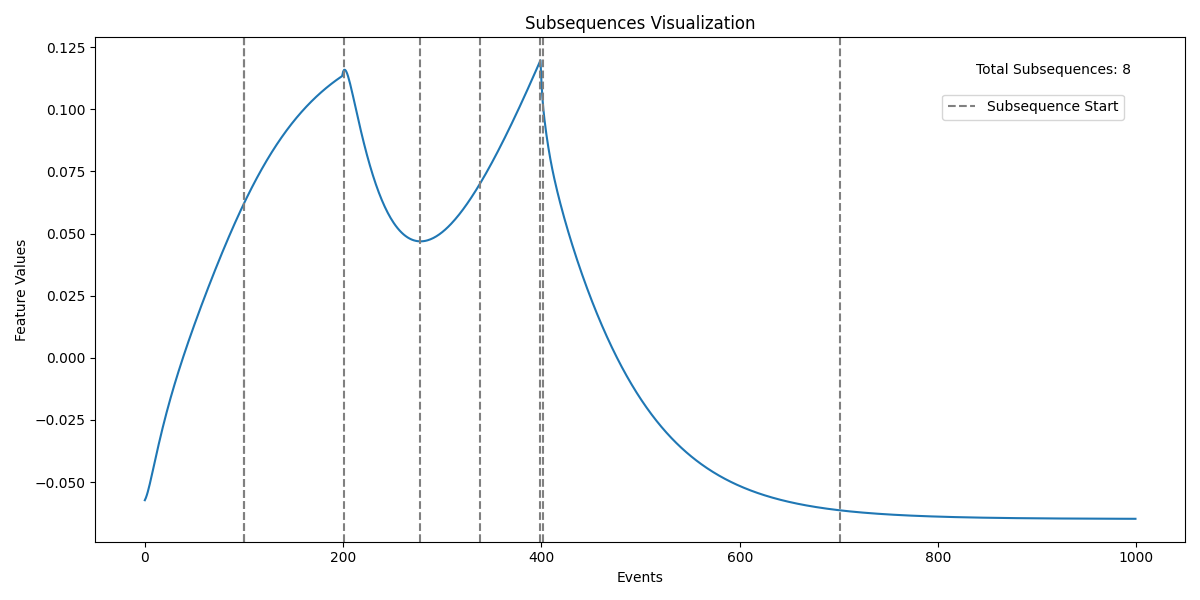 Subsequences Visualization
Total Subsequences: 8
Subsequence Start
Feature Values
0.125
0.100
0.075
0.050
0.025
0.000
−0.025
−0.050
0 200 400 600 800 1000
Events